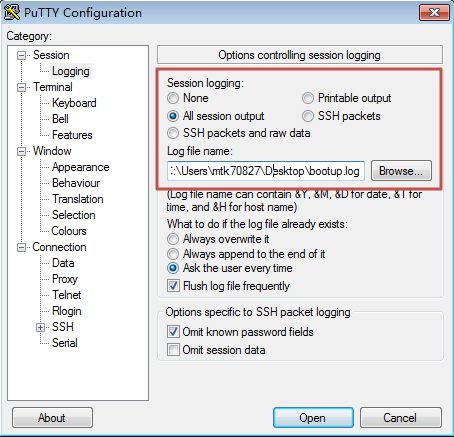 PuTTY Configuration
Category:
Session
Logging
Terminal
Keyboard
Bell
Features
Window
Appearance
Behaviour
Translation
Selection
Colours
Connection
Data
Proxy
Telnet
Rlogin
SSH
Serial
Options controlling session logging
Session logging:
None
Printable output
All session output
SSH packets
SSH packets and raw data
Log file name:
:\Users\mtk70827\Desktop\bootup.log
Browse...
(Log file name can contain &Y, &M, &D for date, &T for
time, and &H for host name)
What to do if the log file already exists:
Always overwrite it
Always append to the end of it
Ask the user every time
Flush log file frequently
Options specific to SSH packet logging
Omit known password fields
Omit session data
About
Open
Cancel